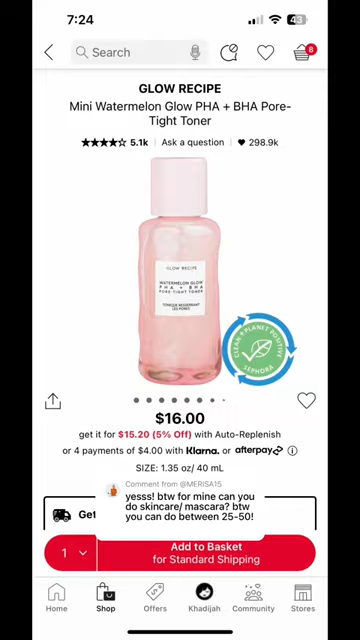 7:24
43
Search
8
GLOW RECIPE
Mini Watermelon Glow PHA + BHA Pore-
Tight Toner
5.1k | Ask a question | 298.9k
GLOW RECIPE
WATERMELON GLOW
PHA + BHA
PORE-TIGHT TONER
TONIQUE RESSERRANT
LES PORES
CLEAN + PLANET POSITIVE
SEPHORA
$16.00
get it for $15.20 (5% Off) with Auto-Replenish
or 4 payments of $4.00 with Klarna. or afterpay
SIZE: 1.35 oz/ 40 mL
Comment from @MERISA15
yesss! btw for mine can you
do skincare/ mascara? btw
you can do between 25-50!
Get
1
Add to Basket
for Standard Shipping
Home
Shop
Offers
Khadijah
Community
Stores